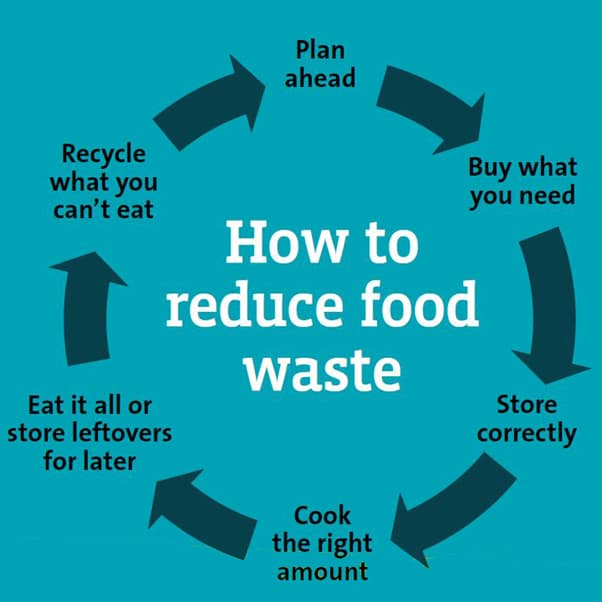 How to
reduce food
waste
Plan
ahead
Buy what
you need
Store
correctly
Cook
the right
amount
Eat it all or
store leftovers
for later
Recycle
what you
can't eat